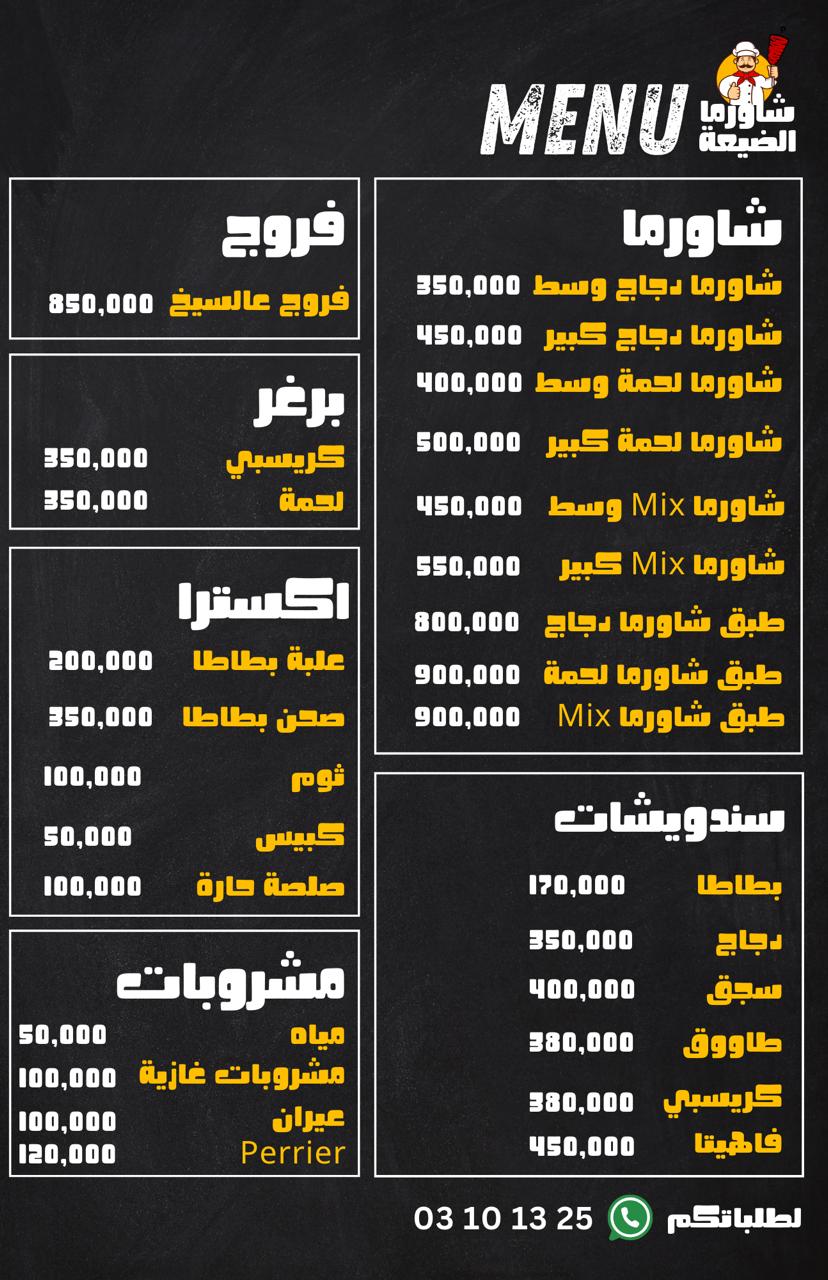 MENU
شاورما
الضيعة
شاورما
شاورما دجاج وسط 350,000
شاورما دجاج كبير 450,000
شاورما لحمة وسط 400,000
شاورما لحمة كبير 500,000
شاورما Mix وسط 450,000
شاورما Mix كبير 550,000
طبق شاورما دجاج 800,000
طبق شاورما لحمة 900,000
طبق شاورما Mix 900,000
سندويشات
بطاطا 170,000
دجاج 350,000
سجق 400,000
طاووق 380,000
كريسبي 380,000
فاهيتا 450,000
فروج
فروج عالسيخ 850,000
برغر
كريسبي 350,000
لحمة 350,000
اكسترا
علبة بطاطا 200,000
صحن بطاطا 350,000
ثوم 100,000
كبيس 50,000
صلصة حارة 100,000
مشروبات
مياه 50,000
مشروبات غازية 100,000
عيران 100,000
Perrier 120,000
لطلباتكم 03 10 13 25